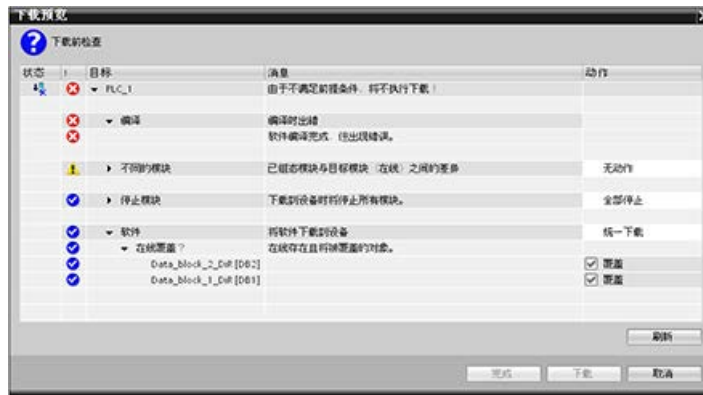 下载预览
下载前检查
状态 ! 目标 消息 动作
PLC_1 由于不满足前提条件，将不执行下载！
编译 编译时出错
软件编译完成，但出现错误。
不同的模块 已组态模块与目标模块（在线）之间的差异 无动作
停止模块 下载到设备时将停止所有模块。 全部停止
软件 将软件下载到设备 统一下载
在线覆盖？ 在线存在且将被覆盖的对象。
Data_block_2_Diff [DB2] 覆盖
Data_block_1_Diff [DB1] 覆盖
刷新
完成 下载 取消